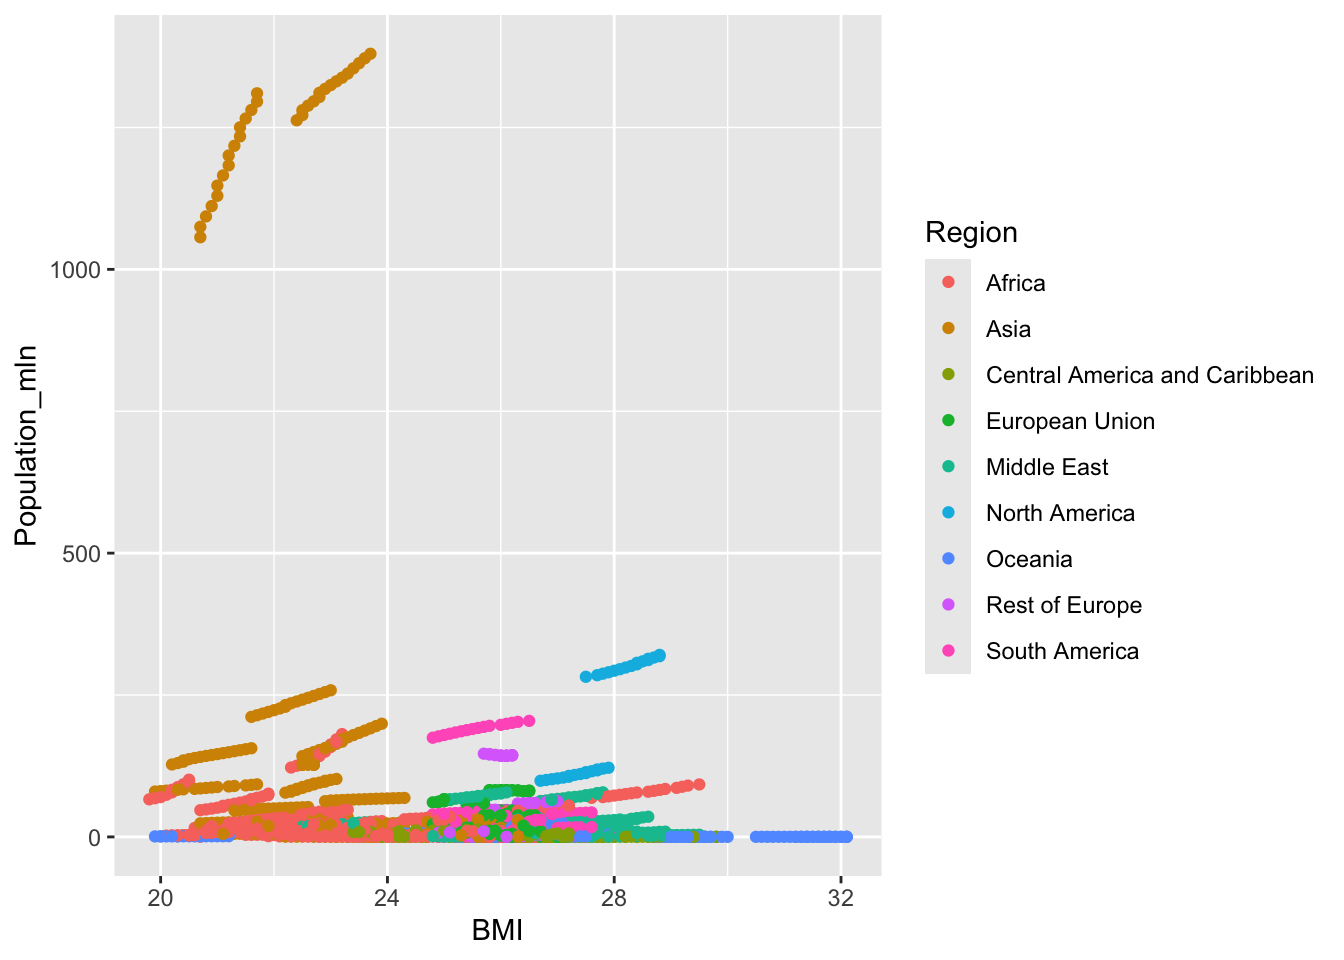 Population_mln
1000
500
0
20
24
28
32
BMI
Region
Africa
Asia
Central America and Caribbean
European Union
Middle East
North America
Oceania
Rest of Europe
South America